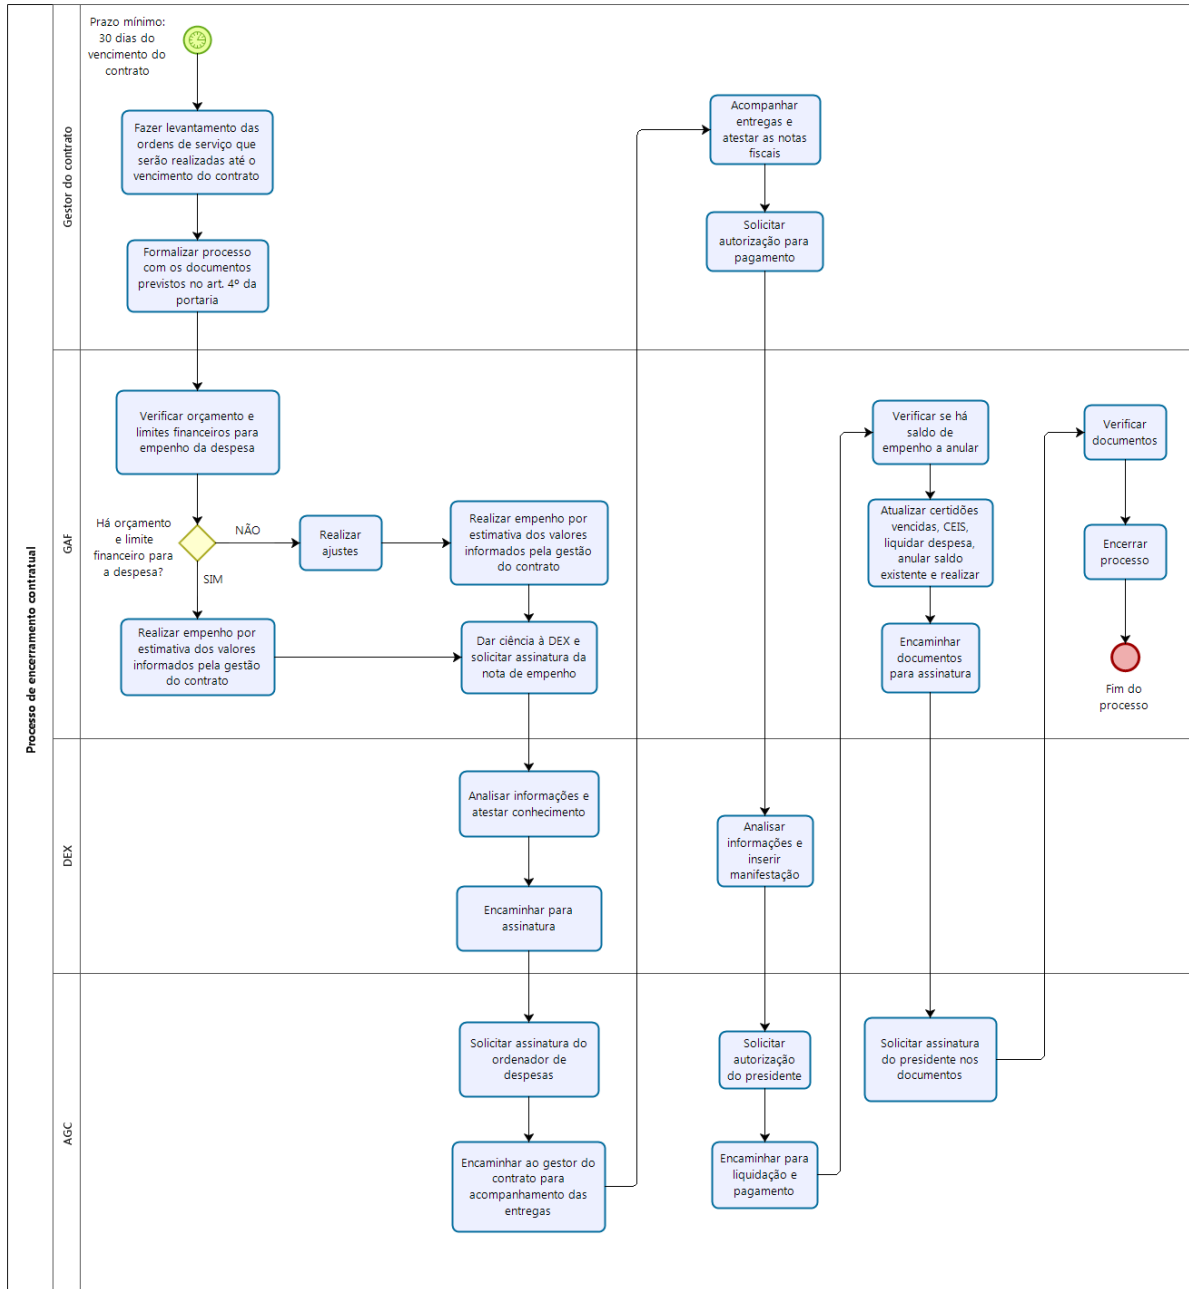 Processo de encerramento contratual
Gestor do contrato
Prazo mínimo:
30 dias do
vencimento do
contrato
Fazer levantamento das
ordens de serviço que
serão realizadas até o
vencimento do contrato
Formalizar processo
com os documentos
previstos no art. 4º da
portaria
Acompanhar
entregas e
atestar as notas
fiscais
Solicitar
autorização para
pagamento
GAF
Verificar orçamento e
limites financeiros para
empenho da despesa
Há orçamento
e limite
financeiro para
a despesa?
NÃO
SIM
Realizar
ajustes
Realizar empenho por
estimativa dos valores
informados pela gestão
do contrato
Realizar empenho por
estimativa dos valores
informados pela gestão
do contrato
Dar ciência à DEX e
solicitar assinatura da
nota de empenho
Verificar se há
saldo de
empenho a anular
Atualizar certidões
vencidas, CEIS,
liquidar despesa,
anular saldo
existente e realizar
Encaminhar
documentos
para assinatura
Verificar
documentos
Encerrar
processo
Fim do
processo
DEX
Analisar informações e
atestar conhecimento
Encaminhar para
assinatura
Analisar
informações e
inserir
manifestação
AGC
Solicitar assinatura do
ordenador de
despesas
Encaminhar ao gestor do
contrato para
acompanhamento das
entregas
Solicitar
autorização
do presidente
Encaminhar para
liquidação e
pagamento
Solicitar assinatura
do presidente nos
documentos